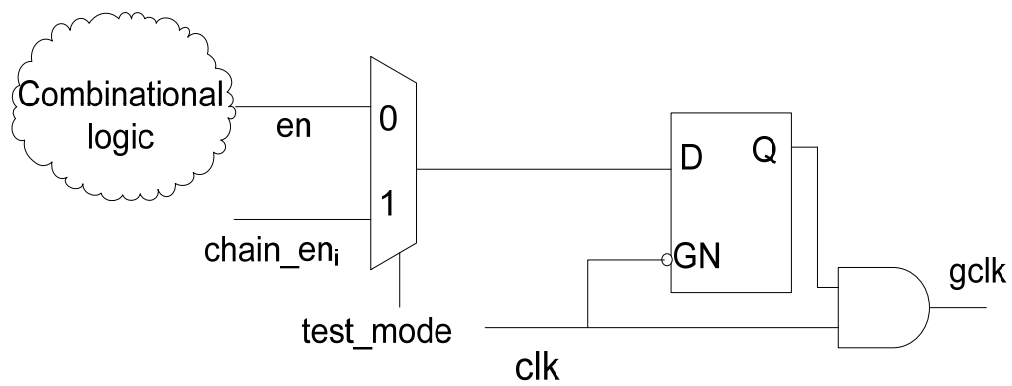 Combinational
logic
en
0
1
chain_enᵢ
test_mode
D
Q
GN
clk
gclk